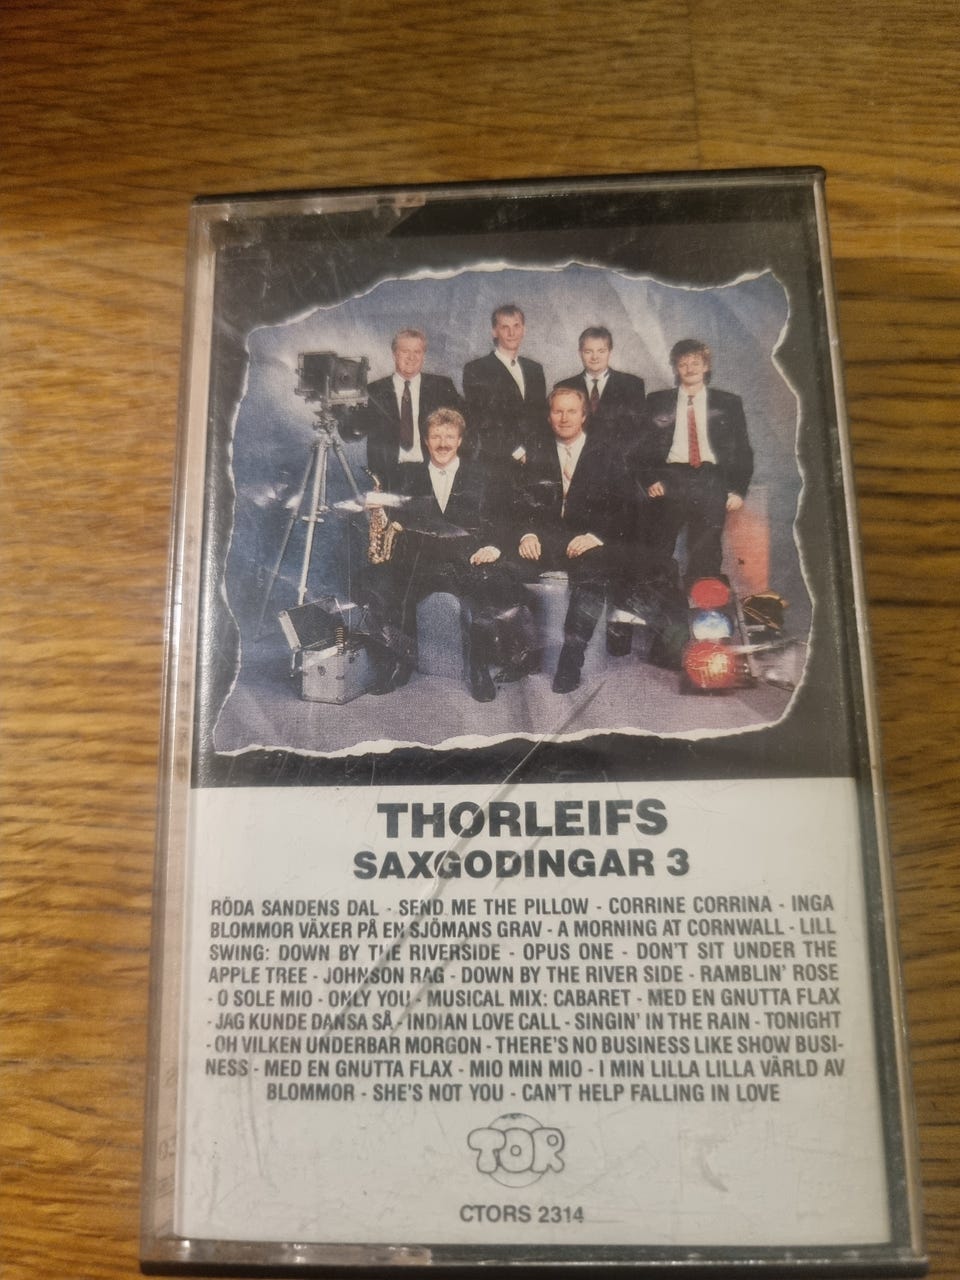 THORLEIFS
SAXGODINGAR 3
RÖDA SANDENS DAL - SEND ME THE PILLOW - CORRINE CORRINA - INGA
BLOMMOR VÄXER PÅ EN SJÖMANS GRAV - A MORNING AT CORNWALL - LILL
SWING: DOWN BY THE RIVERSIDE - OPUS ONE - DON'T SIT UNDER THE
APPLE TREE - JOHNSON RAG - DOWN BY THE RIVER SIDE - RAMBLIN' ROSE
- O SOLE MIO - ONLY YOU - MUSICAL MIX: CABARET - MED EN GNUTTA FLAX
- JAG KUNDE DANSA SÅ - INDIAN LOVE CALL - SINGIN' IN THE RAIN - TONIGHT
- OH VILKEN UNDERBAR MORGON - THERE'S NO BUSINESS LIKE SHOW BUSI-
NESS - MED EN GNUTTA FLAX - MIO MIN MIO - I MIN LILLA LILLA VÄRLD AV
BLOMMOR - SHE'S NOT YOU - CAN'T HELP FALLING IN LOVE
TOR
CTORS 2314